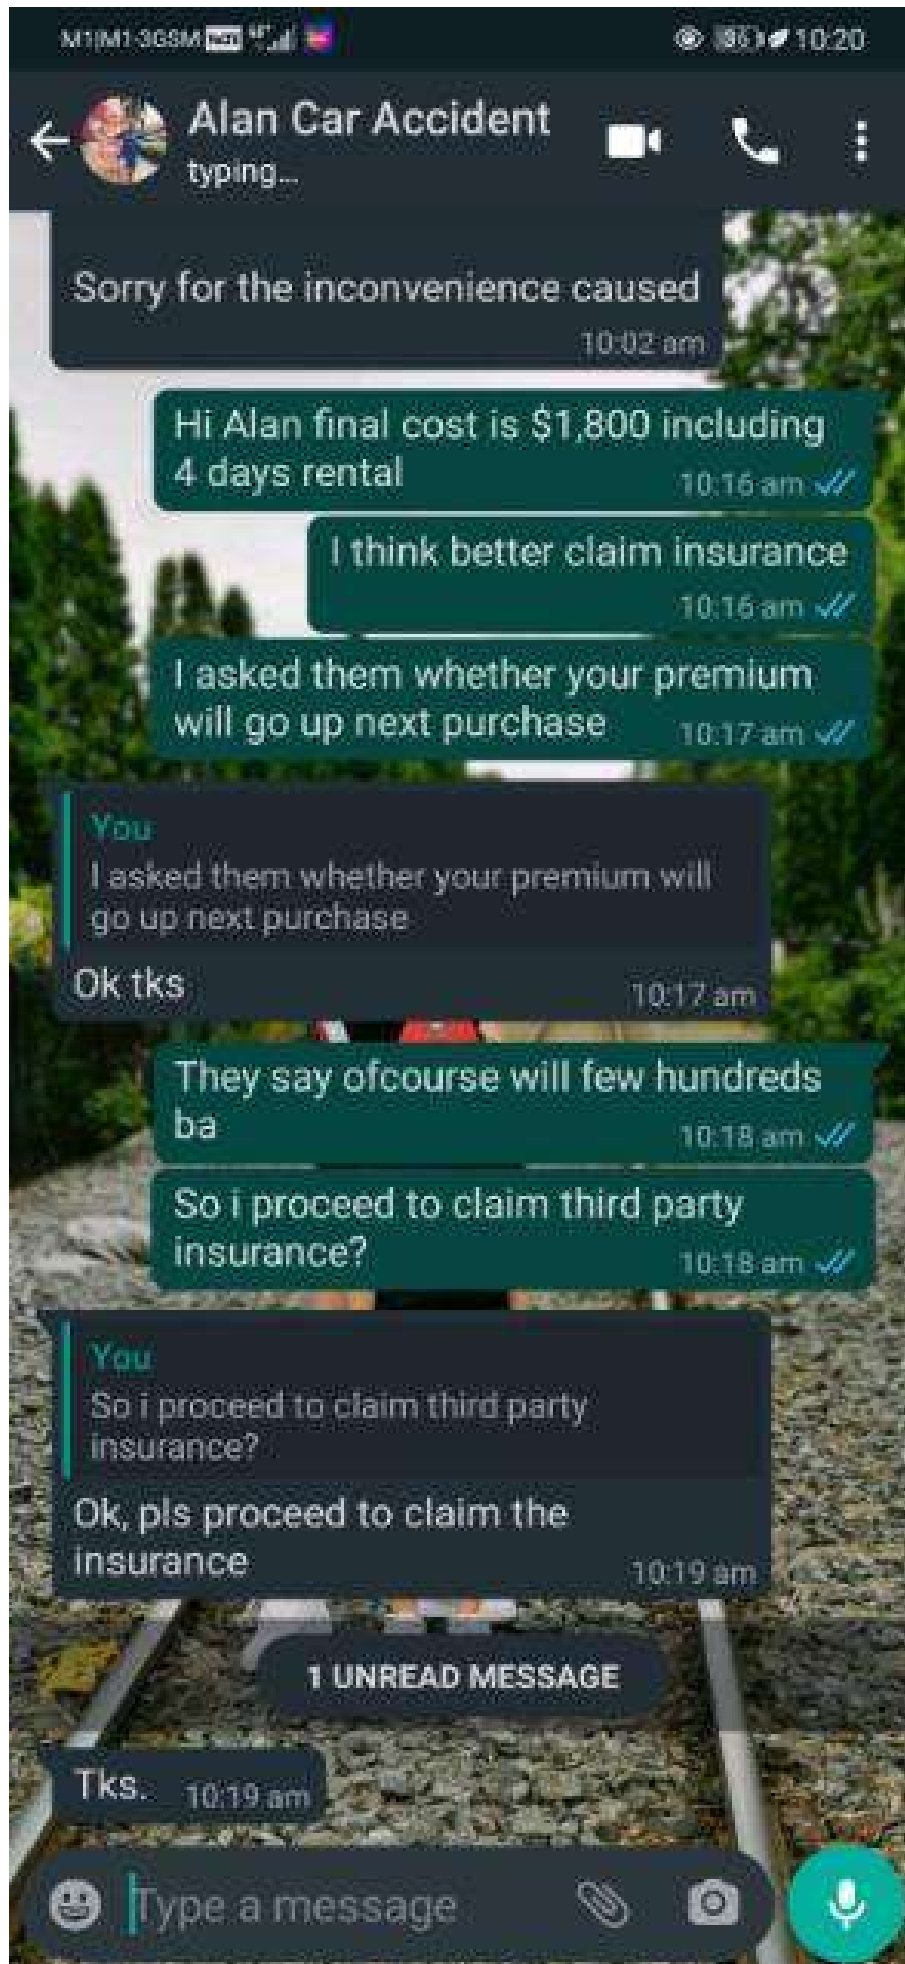 M1|M1-3GSM 10:20
Alan Car Accident
typing...
Sorry for the inconvenience caused
10:02 am
Hi Alan final cost is $1,800 including
4 days rental 10:16 am
I think better claim insurance
10:16 am
I asked them whether your premium
will go up next purchase 10:17 am
You
I asked them whether your premium will
go up next purchase
Ok tks 10:17 am
They say ofcourse will few hundreds
ba 10:18 am
So i proceed to claim third party
insurance? 10:18 am
You
So i proceed to claim third party
insurance?
Ok, pls proceed to claim the
insurance 10:19 am
1 UNREAD MESSAGE
Tks. 10:19 am
Type a message